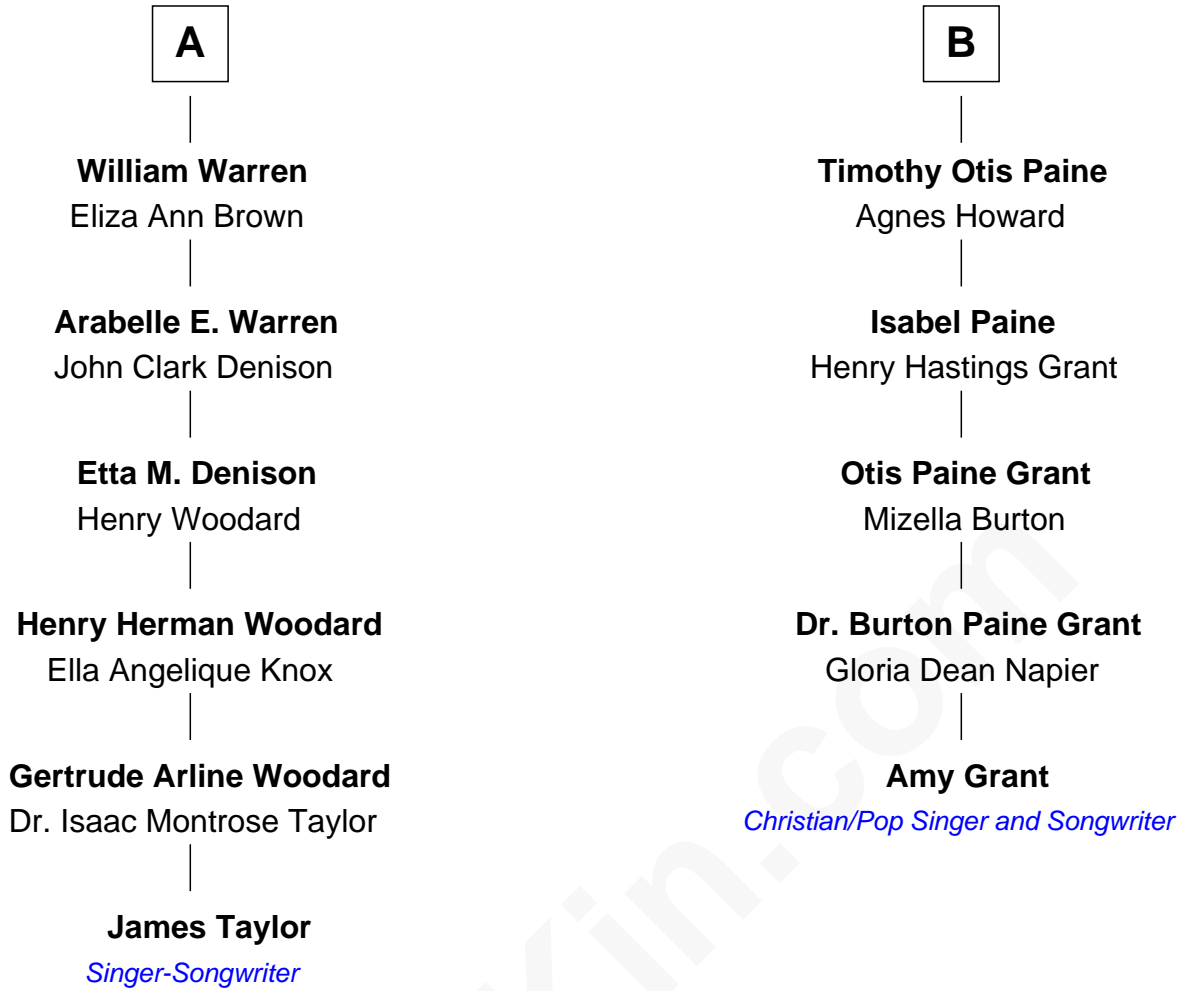 A
William Warren
Eliza Ann Brown
Arabelle E. Warren
John Clark Denison
Etta M. Denison
Henry Woodard
Henry Herman Woodard
Ella Angelique Knox
Gertrude Arline Woodard
Dr. Isaac Montrose Taylor
James Taylor
Singer-Songwriter
B
Timothy Otis Paine
Agnes Howard
Isabel Paine
Henry Hastings Grant
Otis Paine Grant
Mizella Burton
Dr. Burton Paine Grant
Gloria Dean Napier
Amy Grant
Christian/Pop Singer and Songwriter
Kin.com